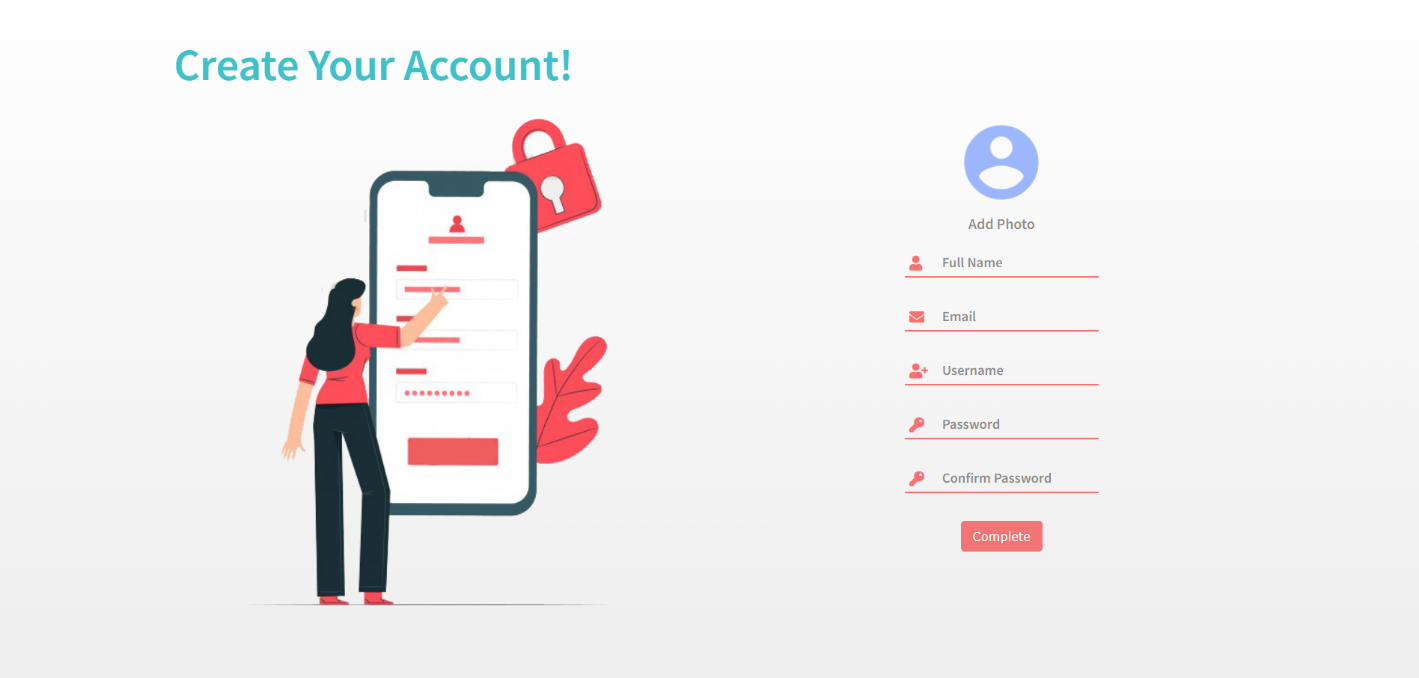 Create Your Account!
Add Photo
Full Name
Email
Username
Password
Confirm Password
Complete